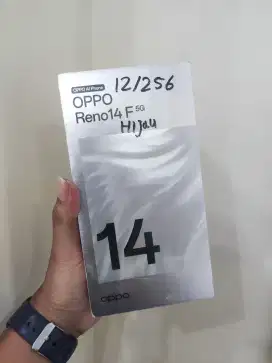 OPPO AI Phone 12/256
OPPO
Reno14 F 5G
Hijau
14
oppo